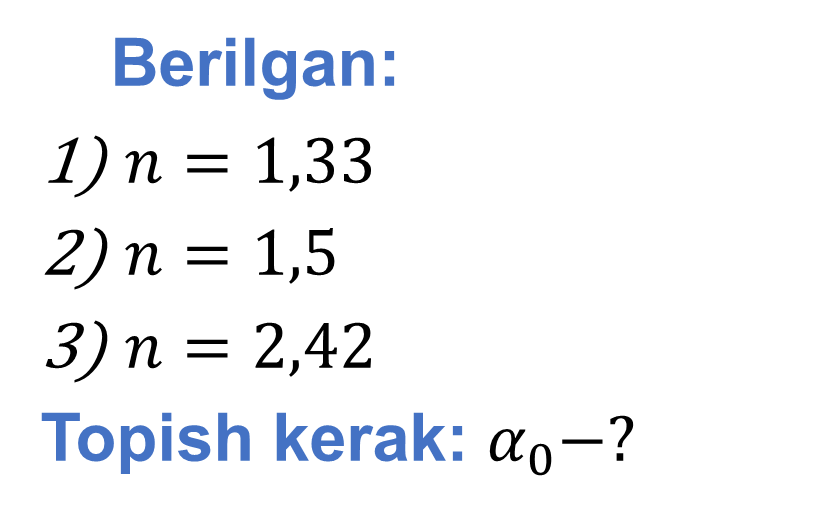 Berilgan:
1) n = 1,33
2) n = 1,5
3) n = 2,42
Topish kerak: α₀−?